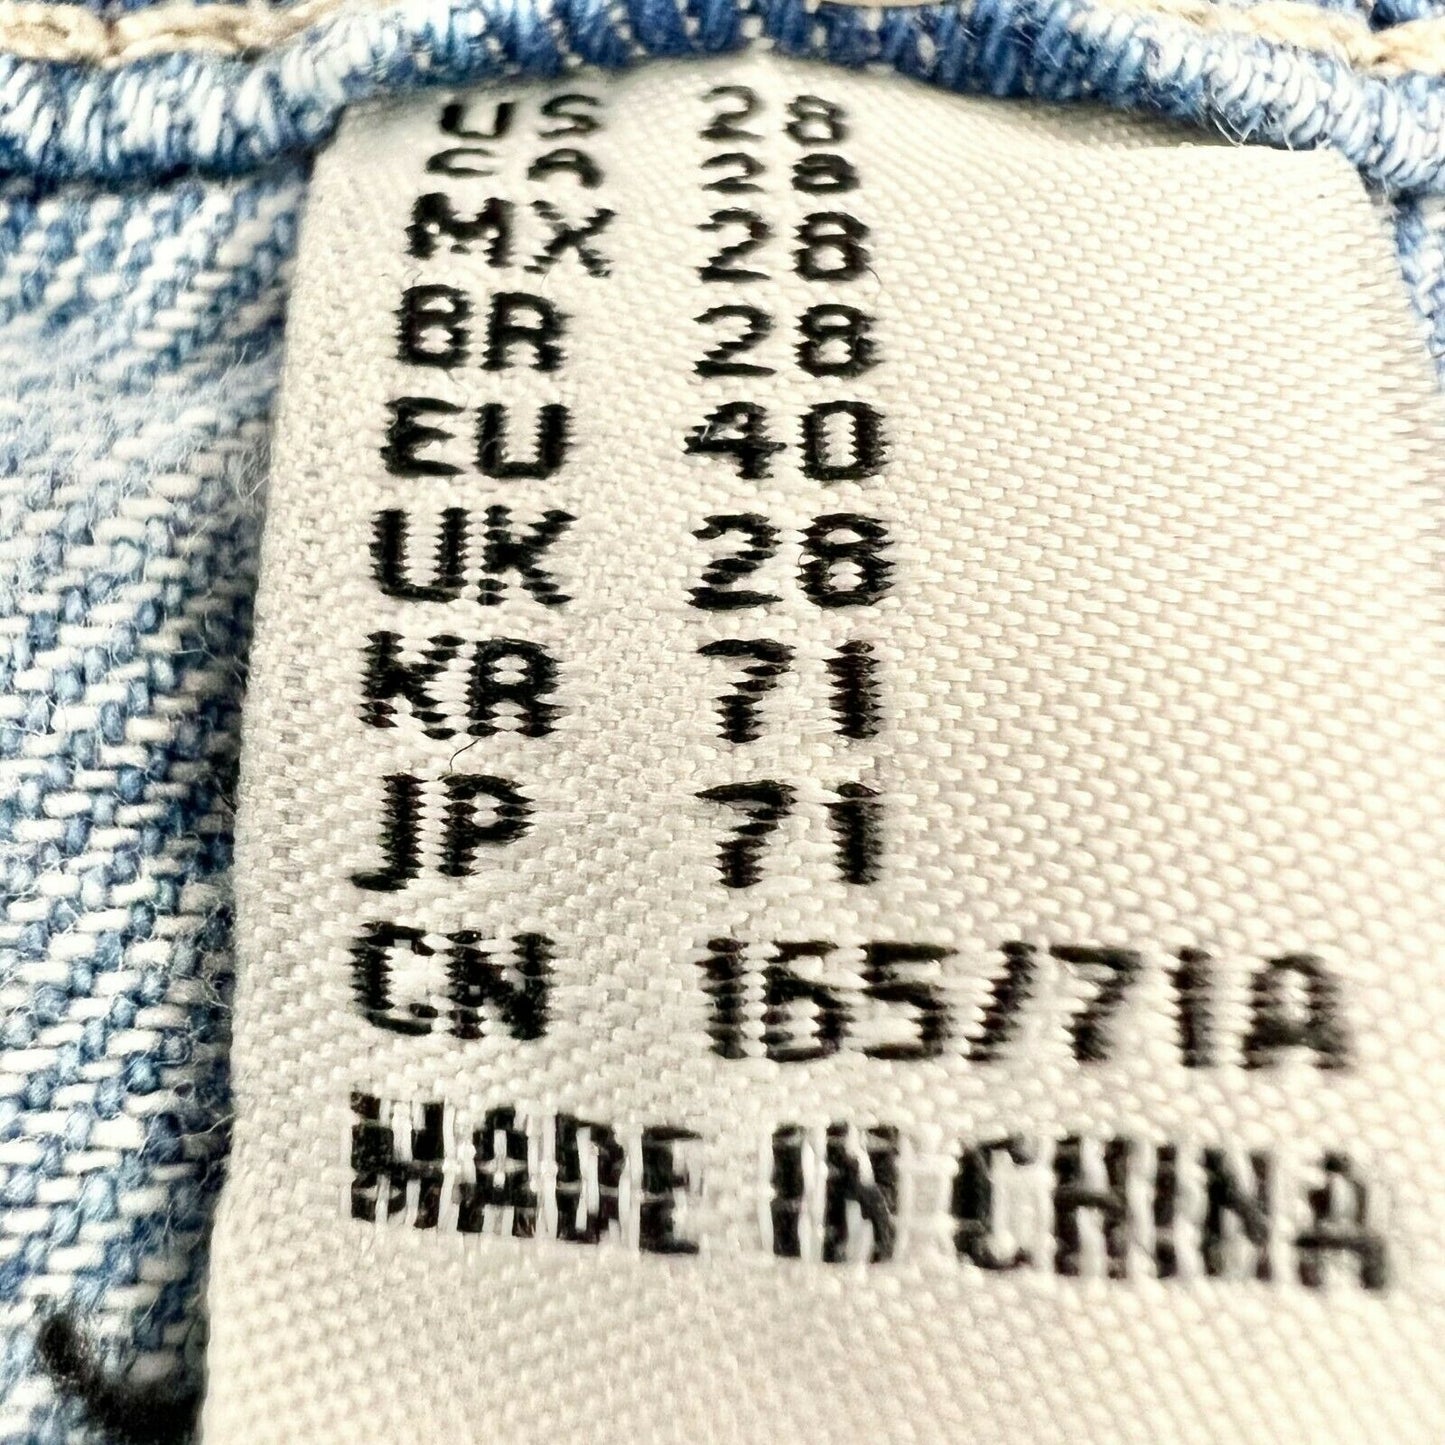 US 28
CA 28
MX 28
BR 28
EU 40
UK 28
KR 71
JP 71
CN 165/71A
MADE IN CHINA